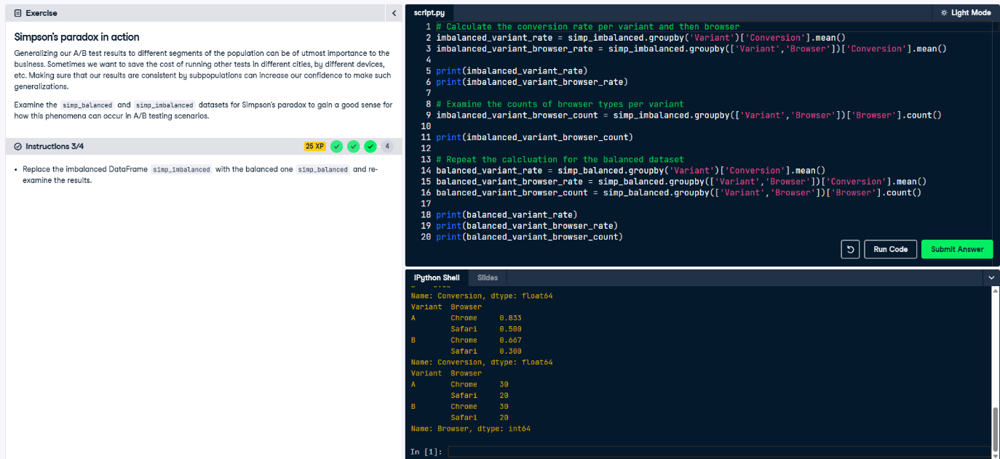 Exercise
Simpson's paradox in action
Generalizing our A/B test results to different segments of the population can be of utmost importance to the
business. Sometimes we want to save the cost of running other tests in different cities, by different devices,
etc. Making sure that our results are consistent by subpopulations can increase our confidence to make such
generalizations.
Examine the simp_balanced and simp_imbalanced datasets for Simpson's paradox to gain a good sense for
how this phenomena can occur in A/B testing scenarios.
Instructions 3/4
25 XP
4
• Replace the imbalanced DataFrame simp_imbalanced with the balanced one simp_balanced and re-
examine the results.
script.py
Light Mode
1 # Calculate the conversion rate per variant and then browser
2 imbalanced_variant_rate = simp_imbalanced.groupby('Variant')['Conversion'].mean()
3 imbalanced_variant_browser_rate = simp_imbalanced.groupby(['Variant','Browser'])['Conversion'].mean()
4
5 print(imbalanced_variant_rate)
6 print(imbalanced_variant_browser_rate)
7
8 # Examine the counts of browser types per variant
9 imbalanced_variant_browser_count = simp_imbalanced.groupby(['Variant','Browser'])['Browser'].count()
10
11 print(imbalanced_variant_browser_count)
12
13 # Repeat the calcluation for the balanced dataset
14 balanced_variant_rate = simp_balanced.groupby('Variant')['Conversion'].mean()
15 balanced_variant_browser_rate = simp_balanced.groupby(['Variant','Browser'])['Conversion'].mean()
16 balanced_variant_browser_count = simp_balanced.groupby(['Variant','Browser'])['Browser'].count()
17
18 print(balanced_variant_rate)
19 print(balanced_variant_browser_rate)
20 print(balanced_variant_browser_count)
Run Code
Submit Answer
IPython Shell
Slides
Name: Conversion, dtype: float64
Variant Browser
A Chrome 0.833
Safari 0.500
B Chrome 0.667
Safari 0.300
Name: Conversion, dtype: float64
Variant Browser
A Chrome 30
Safari 20
B Chrome 30
Safari 20
Name: Browser, dtype: int64
In [1]: